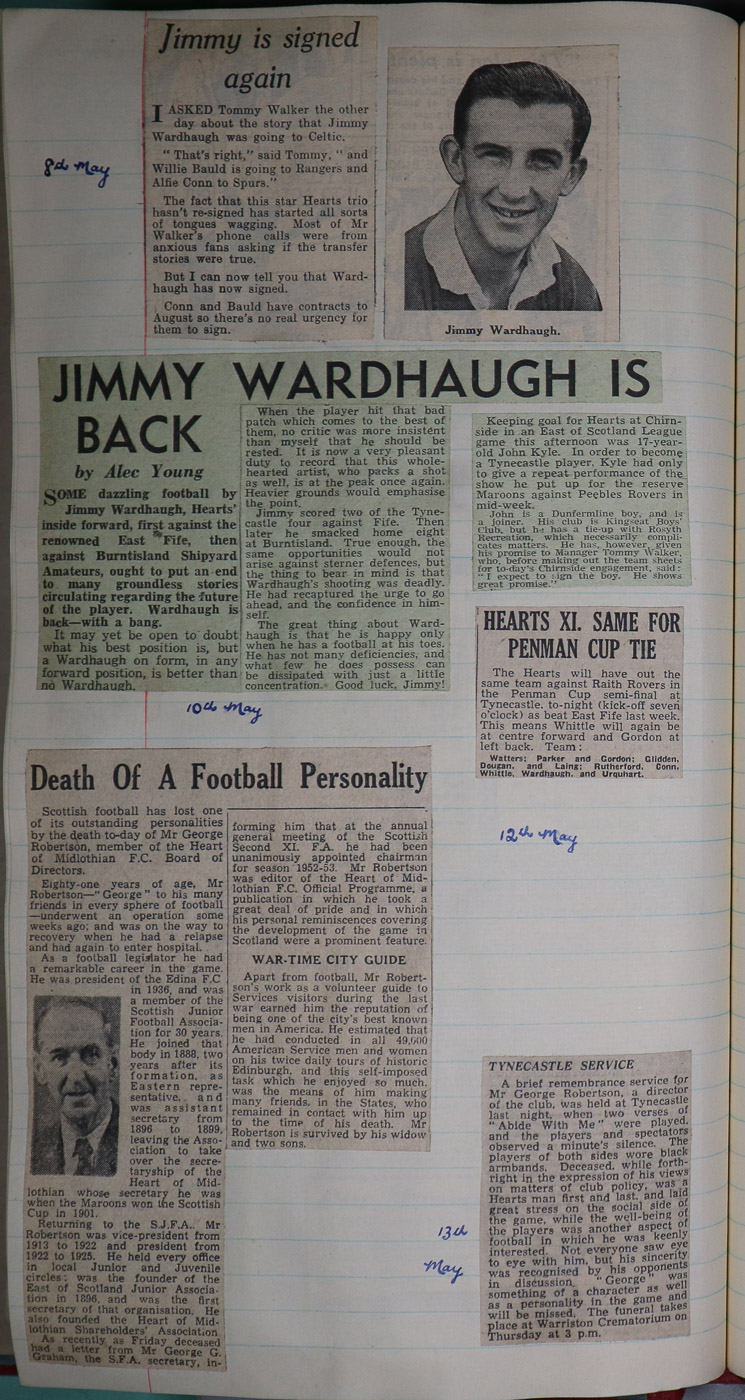 Jimmy is signed
again
I ASKED Tommy Walker the other
day about the story that Jimmy
Wardhaugh was going to Celtic.
" That's right," said Tommy, " and
Willie Bauld is going to Rangers and
Alfie Conn to Spurs."
The fact that this star Hearts trio
hasn't re-signed has started all sorts
of tongues wagging. Most of Mr
Walker's phone calls were from
anxious fans asking if the transfer
stories were true.
But I can now tell you that Ward-
haugh has now signed.
Conn and Bauld have contracts to
August so there's no real urgency for
them to sign.
8th May
Jimmy Wardhaugh.
JIMMY WARDHAUGH IS
BACK
by Alec Young
SOME dazzling football by
Jimmy Wardhaugh, Hearts'
inside forward, first against the
renowned East Fife, then
against Burntisland Shipyard
Amateurs, ought to put an end
to many groundless stories
circulating regarding the future
of the player. Wardhaugh is
back—with a bang.
It may yet be open to doubt
what his best position is, but
a Wardhaugh on form, in any
forward position, is better than
no Wardhaugh.
When the player hit that bad
patch which comes to the best of
them, no critic was more insistent
than myself that he should be
rested. It is now a very pleasant
duty to record that this whole-
hearted artist, who packs a shot
as well, is at the peak once again.
Heavier grounds would emphasise
the point.
Jimmy scored two of the Tyne-
castle four against Fife. Then
later he smacked home eight
at Burntisland. True enough, the
same opportunities would not
arise against sterner defences, but
the thing to bear in mind is that
Wardhaugh's shooting was deadly.
He had recaptured the urge to go
ahead, and the confidence in him-
self.
The great thing about Ward-
haugh is that he is happy only
when he has a football at his toes.
He has not many deficiencies, and
what few he does possess can
be dissipated with just a little
concentration. Good luck, Jimmy!
Keeping goal for Hearts at Chirn-
side in an East of Scotland League
game this afternoon was 17-year-
old John Kyle. In order to become
a Tynecastle player, Kyle had only
to give a repeat performance of the
show he put up for the reserve
Maroons against Peebles Rovers in
mid-week.
John is a Dunfermline boy, and is
a joiner. His club is Kingseat Boys'
Club, but he has a tie-up with Rosyth
Recreation, which necessarily compli-
cates matters. He has, however, given
his promise to Manager Tommy Walker,
who, before making out the team sheets
for to-day's Chirnside engagement, said:
" I expect to sign the boy. He shows
great promise."
10th May
HEARTS XI. SAME FOR
PENMAN CUP TIE
The Hearts will have out the
same team against Raith Rovers in
the Penman Cup semi-final at
Tynecastle, to-night (kick-off seven
o'clock) as beat East Fife last week.
This means Whittle will again be
at centre forward and Gordon at
left back. Team:
Watters; Parker and Gordon; Glidden,
Dougan, and Laing; Rutherford, Conn,
Whittle, Wardhaugh, and Urquhart.
12th May
Death Of A Football Personality
Scottish football has lost one
of its outstanding personalities
by the death to-day of Mr George
Robertson, member of the Heart
of Midlothian F.C. Board of
Directors.
Eighty-one years of age, Mr
Robertson—" George " to his many
friends in every sphere of football
—underwent an operation some
weeks ago; and was on the way to
recovery when he had a relapse
and had again to enter hospital.
As a football legislator he had
a remarkable career in the game.
He was president of the Edina F.C
in 1936, and was
a member of the
Scottish Junior
Football Associa-
tion for 30 years.
He joined that
body in 1888, two
years after its
formation, as
Eastern repre-
sentative, and
was assistant
secretary from
1896 to 1899,
leaving the Asso-
ciation to take
over the secre-
taryship of the
Heart of Mid-
lothian whose secretary he was
when the Maroons won the Scottish
Cup in 1901.
Returning to the S.J.F.A., Mr
Robertson was vice-president from
1913 to 1922 and president from
1922 to 1925. He held every office
in local Junior and Juvenile
circles; was the founder of the
East of Scotland Junior Associa-
tion in 1896, and was the first
secretary of that organisation. He
also founded the Heart of Mid-
lothian Shareholders' Association.
As recently as Friday deceased
had a letter from Mr George G.
Graham, the S.F.A. secretary, in-
forming him that at the annual
general meeting of the Scottish
Second XI. F.A. he had been
unanimously appointed chairman
for season 1952-53. Mr Robertson
was editor of the Heart of Mid-
lothian F.C. Official Programme, a
publication in which he took a
great deal of pride and in which
his personal reminiscences covering
the development of the game in
Scotland were a prominent feature.
WAR-TIME CITY GUIDE
Apart from football, Mr Robert-
son's work as a volunteer guide to
Services visitors during the last
war earned him the reputation of
being one of the city's best known
men in America. He estimated that
he had conducted in all 49,600
American Service men and women
on his twice daily tours of historic
Edinburgh, and this self-imposed
task which he enjoyed so much,
was the means of him making
many friends in the States, who
remained in contact with him up
to the time of his death. Mr
Robertson is survived by his widow
and two sons.
TYNECASTLE SERVICE
A brief remembrance service for
Mr George Robertson, a director
of the club, was held at Tynecastle
last night, when two verses of
" Abide With Me " were played,
and the players and spectators
observed a minute's silence. The
players of both sides wore black
armbands. Deceased, while forth-
right in the expression of his views
on matters of club policy, was a
Hearts man first and last, and laid
great stress on the social side of
the game, while the well-being of
the players was another aspect of
football in which he was keenly
interested. Not everyone saw eye
to eye with him, but his sincerity
was recognised by his opponents
in discussion. " George " was
something of a character as well
as a personality in the game and
will be missed. The funeral takes
place at Warriston Crematorium on
Thursday at 3 p.m.
13th
May